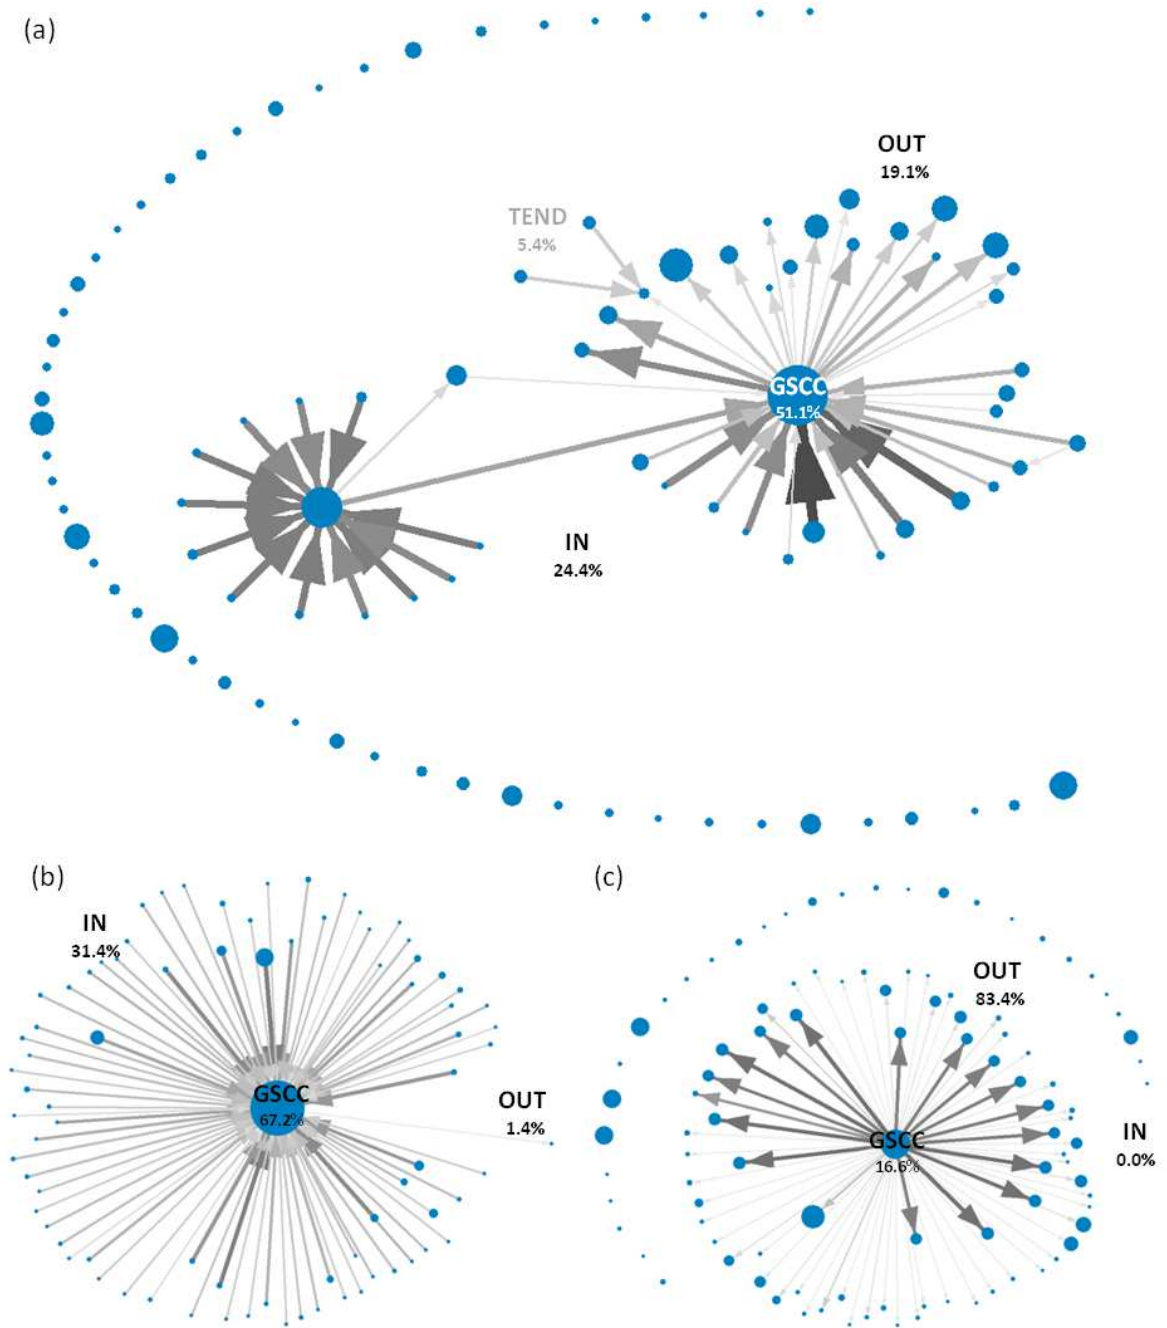 (a)
OUT
19.1%
TEND
5.4%
GSCC
51.1%
IN
24.4%
(b)
IN
31.4%
GSCC
67.2%
OUT
1.4%
(c)
OUT
83.4%
GSCC
16.6%
IN
0.0%